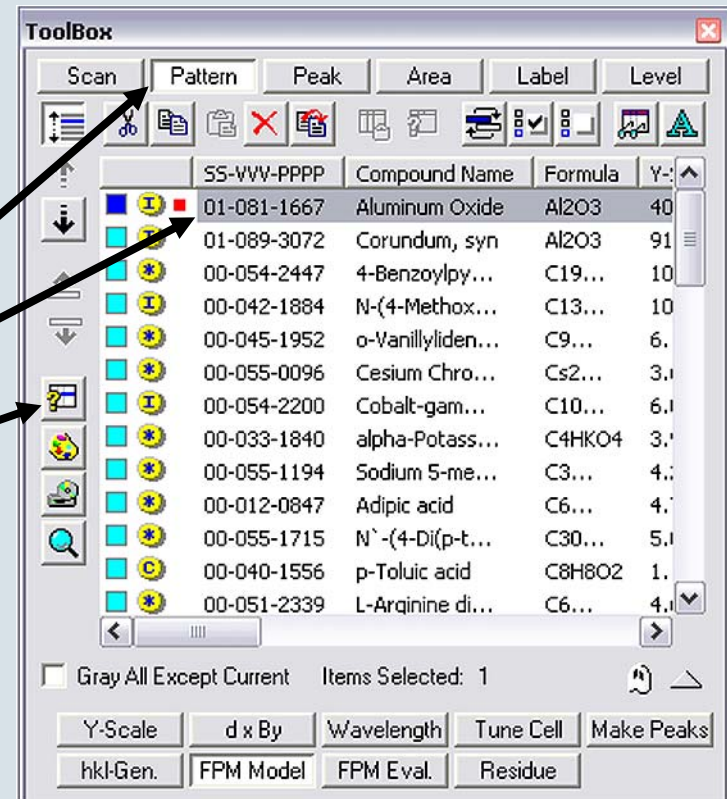 ToolBox
Scan Pattern Peak Area Label Level
SS-VVV-PPPP Compound Name Formula
01-081-1667 Aluminum Oxide Al2O3 40
01-089-3072 Corundum, syn Al2O3 91
00-054-2447 4-Benzoylpy... C19... 10
00-042-1884 N-(4-Methox... C13... 10
00-045-1952 o-Vanillyliden... C9... 6.
00-055-0096 Cesium Chro... Cs2... 3.
00-054-2200 Cobalt-gam... C10... 6.
00-033-1840 alpha-Potass... C4HKO4 3.
00-055-1194 Sodium 5-me... C3... 4.
00-012-0847 Adipic acid C6... 4.
00-055-1715 N`-(4-Di(p-t... C30... 5.
00-040-1556 p-Toluic acid C8H8O2 1.
00-051-2339 L-Arginine di... C6... 4.
Gray All Except Current Items Selected: 1
Y-Scale d x By Wavelength Tune Cell Make Peaks
hkl-Gen. FPM Model FPM Eval. Residue